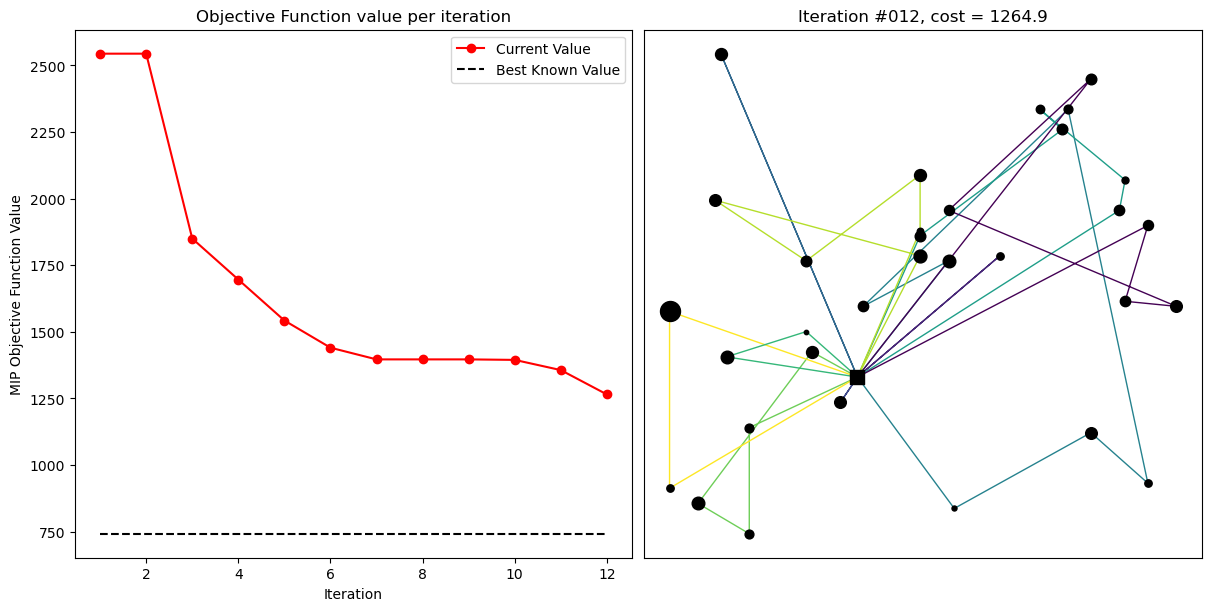 Objective Function value per iteration
Current Value
Best Known Value
2500
2250
2000
1750
1500
1250
1000
750
MIP Objective Function Value
2
4
6
8
10
12
Iteration
Iteration #012, cost = 1264.9